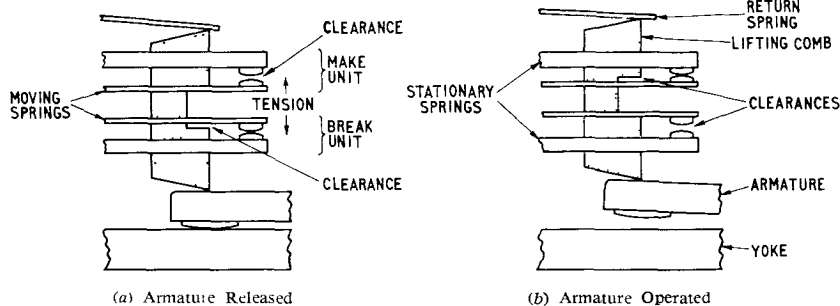 CLEARANCE
MAKE
UNIT
MOVING
SPRINGS
TENSION
BREAK
UNIT
CLEARANCE
(a) Armature Released
RETURN
SPRING
LIFTING COMB
STATIONARY
SPRINGS
CLEARANCES
ARMATURE
YOKE
(b) Armature Operated